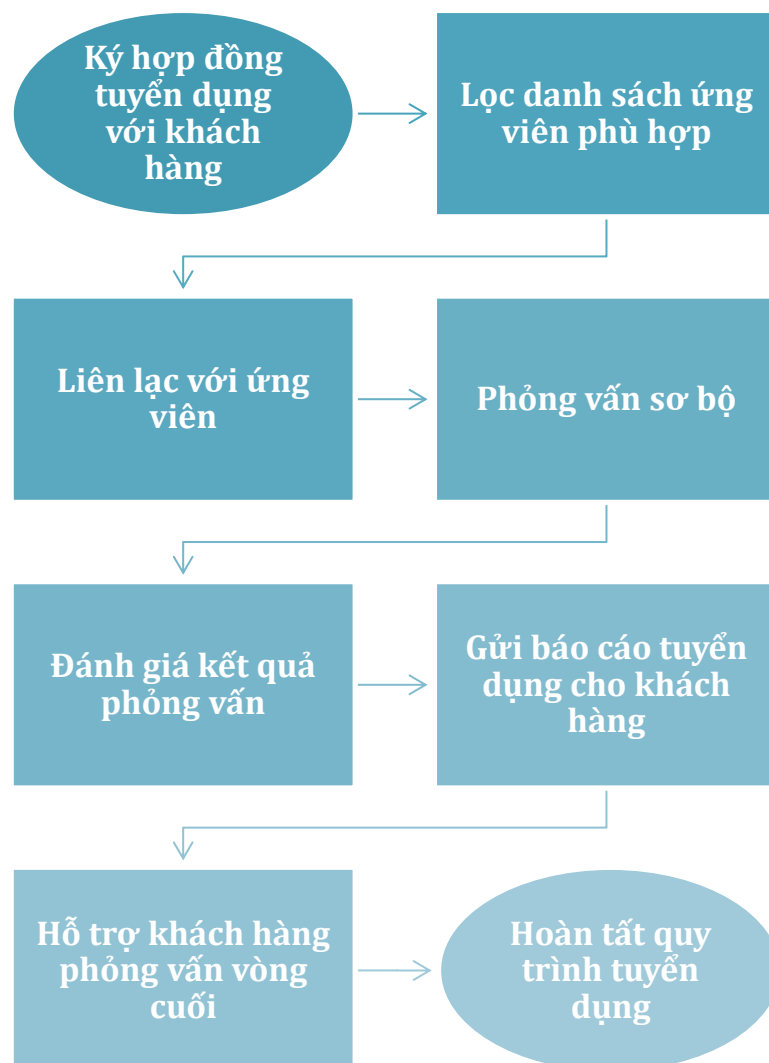 Ký hợp đồng
tuyển dụng
với khách
hàng
Lọc danh sách ứng
viên phù hợp
Liên lạc với ứng
viên
Phỏng vấn sơ bộ
Đánh giá kết quả
phỏng vấn
Gửi báo cáo tuyển
dụng cho khách
hàng
Hỗ trợ khách hàng
phỏng vấn vòng
cuối
Hoàn tất quy
trình tuyển
dụng